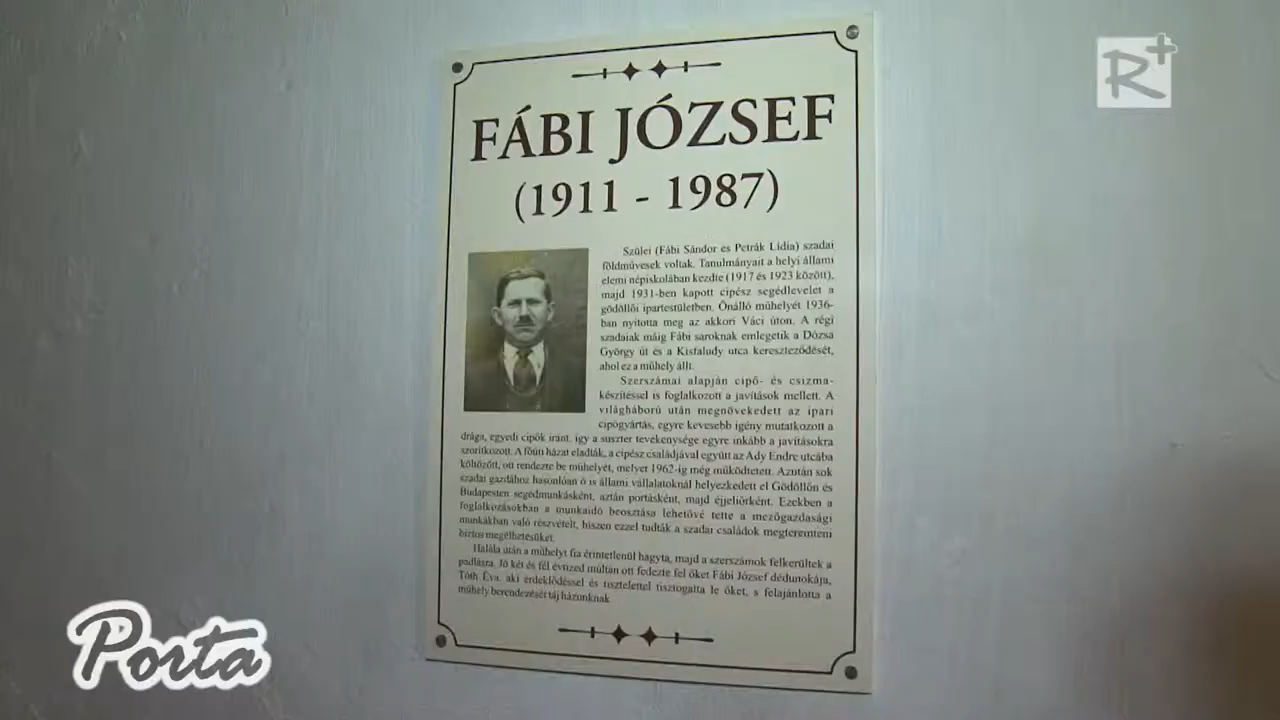 R+
FÁBI JÓZSEF
(1911 - 1987)
Szülei (Fábi Sándor és Petrák Lídia) szadai
földművesek voltak. Tanulmányait a helyi állami
elemi népiskolában kezdte (1917 és 1923 között),
majd 1931-ben kapott cipész segédlevelet a
gödöllői ipartestületben. Önálló műhelyét 1936-
ban nyitotta meg az akkori Váci úton. A régi
szadaiak máig Fábi saroknak emlegetik a Dózsa
György út és a Kisfaludy utca kereszteződését,
ahol ez a műhely állt.
Szerszámai alapján cipő- és csizma-
készítéssel is foglalkozott a javítások mellett. A
világháború után megnövekedett az ipari
cipőgyártás, egyre kevesebb igény mutatkozott a
drága, egyedi cipők iránt, így a suszter tevékenysége egyre inkább a javításokra
szorítkozott. A főúti házat eladták, a cipész családjával együtt az Ady Endre utcába
költözött, ott rendezte be műhelyét, melyet 1962-ig még működtetett. Azután sok
szadai gazdához hasonlóan ő is állami vállalatoknál helyezkedett el Gödöllőn és
Budapesten segédmunkásként, aztán portásként, majd éjjeliőrként. Ezekben a
foglalkozásokban a munkaidő beosztása lehetővé tette a mezőgazdasági
munkákban való részvételt, hiszen ezzel tudták a szadai családok megteremteni
biztos megélhetésüket.
Halála után a műhelyt fia érintetlenül hagyta, majd a szerszámok felkerültek a
padlásra. Jó két és fél évtized múltán ott fedezte fel őket Fábi József dédunokája,
Tóth Éva, aki érdeklődéssel és tisztelettel tisztogatta le őket, s felajánlotta a
műhely berendezését tájházunknak
Porta